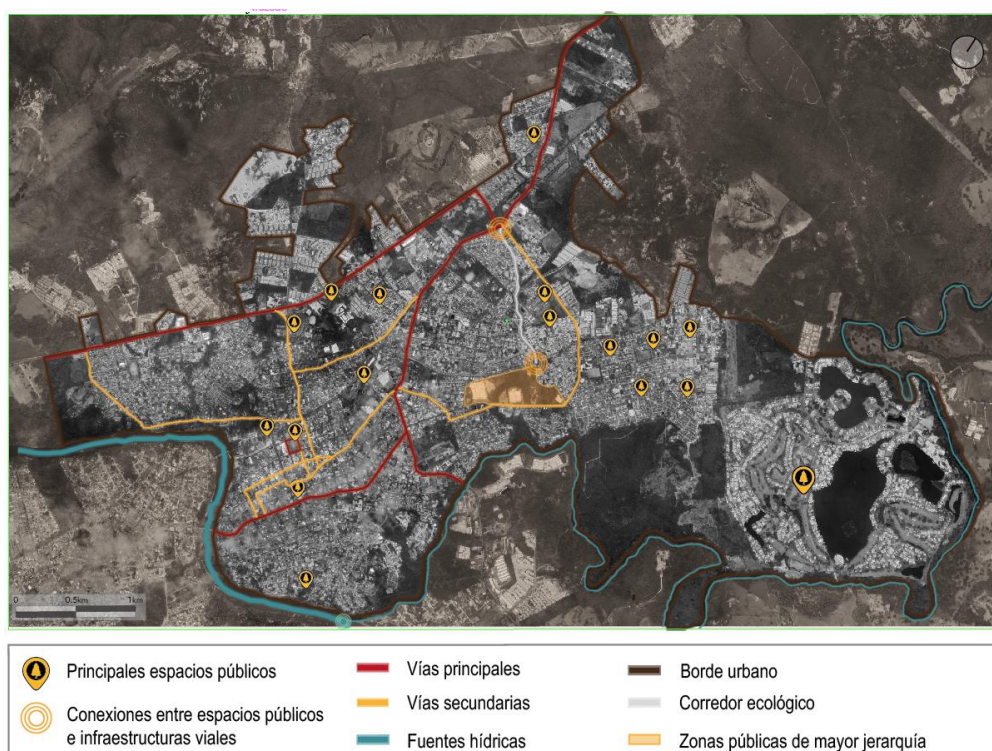 0 0.5km 1km
Principales espacios públicos
Conexiones entre espacios públicos
e infraestructuras viales
Vías principales
Vías secundarias
Fuentes hídricas
Borde urbano
Corredor ecológico
Zonas públicas de mayor jerarquía